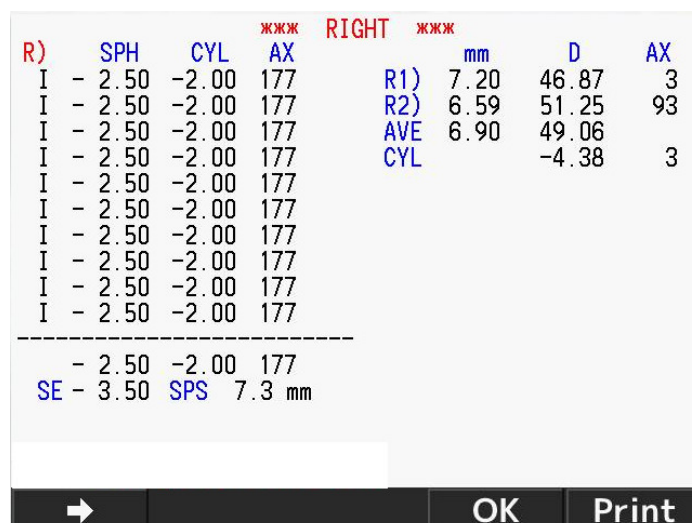 *** RIGHT ***
R) SPH CYL AX mm D AX
I - 2.50 -2.00 177 R1) 7.20 46.87 3
I - 2.50 -2.00 177 R2) 6.59 51.25 93
I - 2.50 -2.00 177 AVE 6.90 49.06
I - 2.50 -2.00 177 CYL -4.38 3
I - 2.50 -2.00 177
I - 2.50 -2.00 177
I - 2.50 -2.00 177
I - 2.50 -2.00 177
I - 2.50 -2.00 177
I - 2.50 -2.00 177
---------------------------
- 2.50 -2.00 177
SE - 3.50 SPS 7.3 mm
OK Print